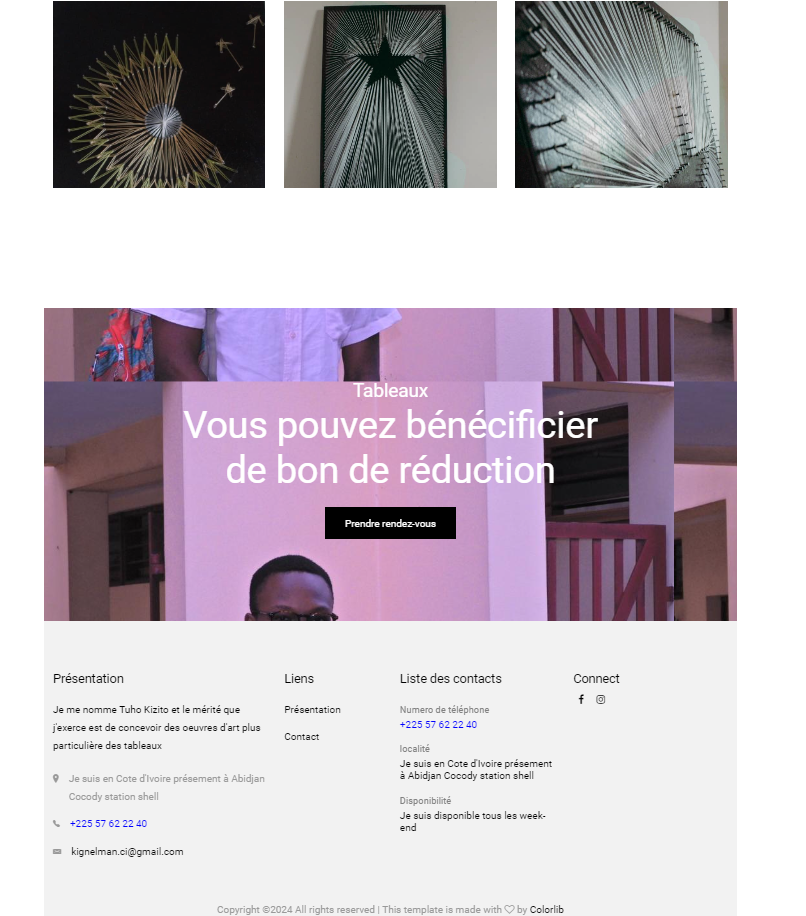 Tableaux
Vous pouvez bénécificier
de bon de réduction
Prendre rendez-vous
Présentation
Je me nomme Tuho Kizito et le mérité que
j'exerce est de concevoir des oeuvres d'art plus
particulière des tableaux
Je suis en Cote d'Ivoire présement à Abidjan
Cocody station shell
+225 57 62 22 40
kignelman.ci@gmail.com
Liens
Présentation
Contact
Liste des contacts
Numero de téléphone
+225 57 62 22 40
localité
Je suis en Cote d'Ivoire présement
à Abidjan Cocody station shell
Disponibilité
Je suis disponible tous les week-
end
Connect
Copyright ©2024 All rights reserved | This template is made with ♡ by Colorlib